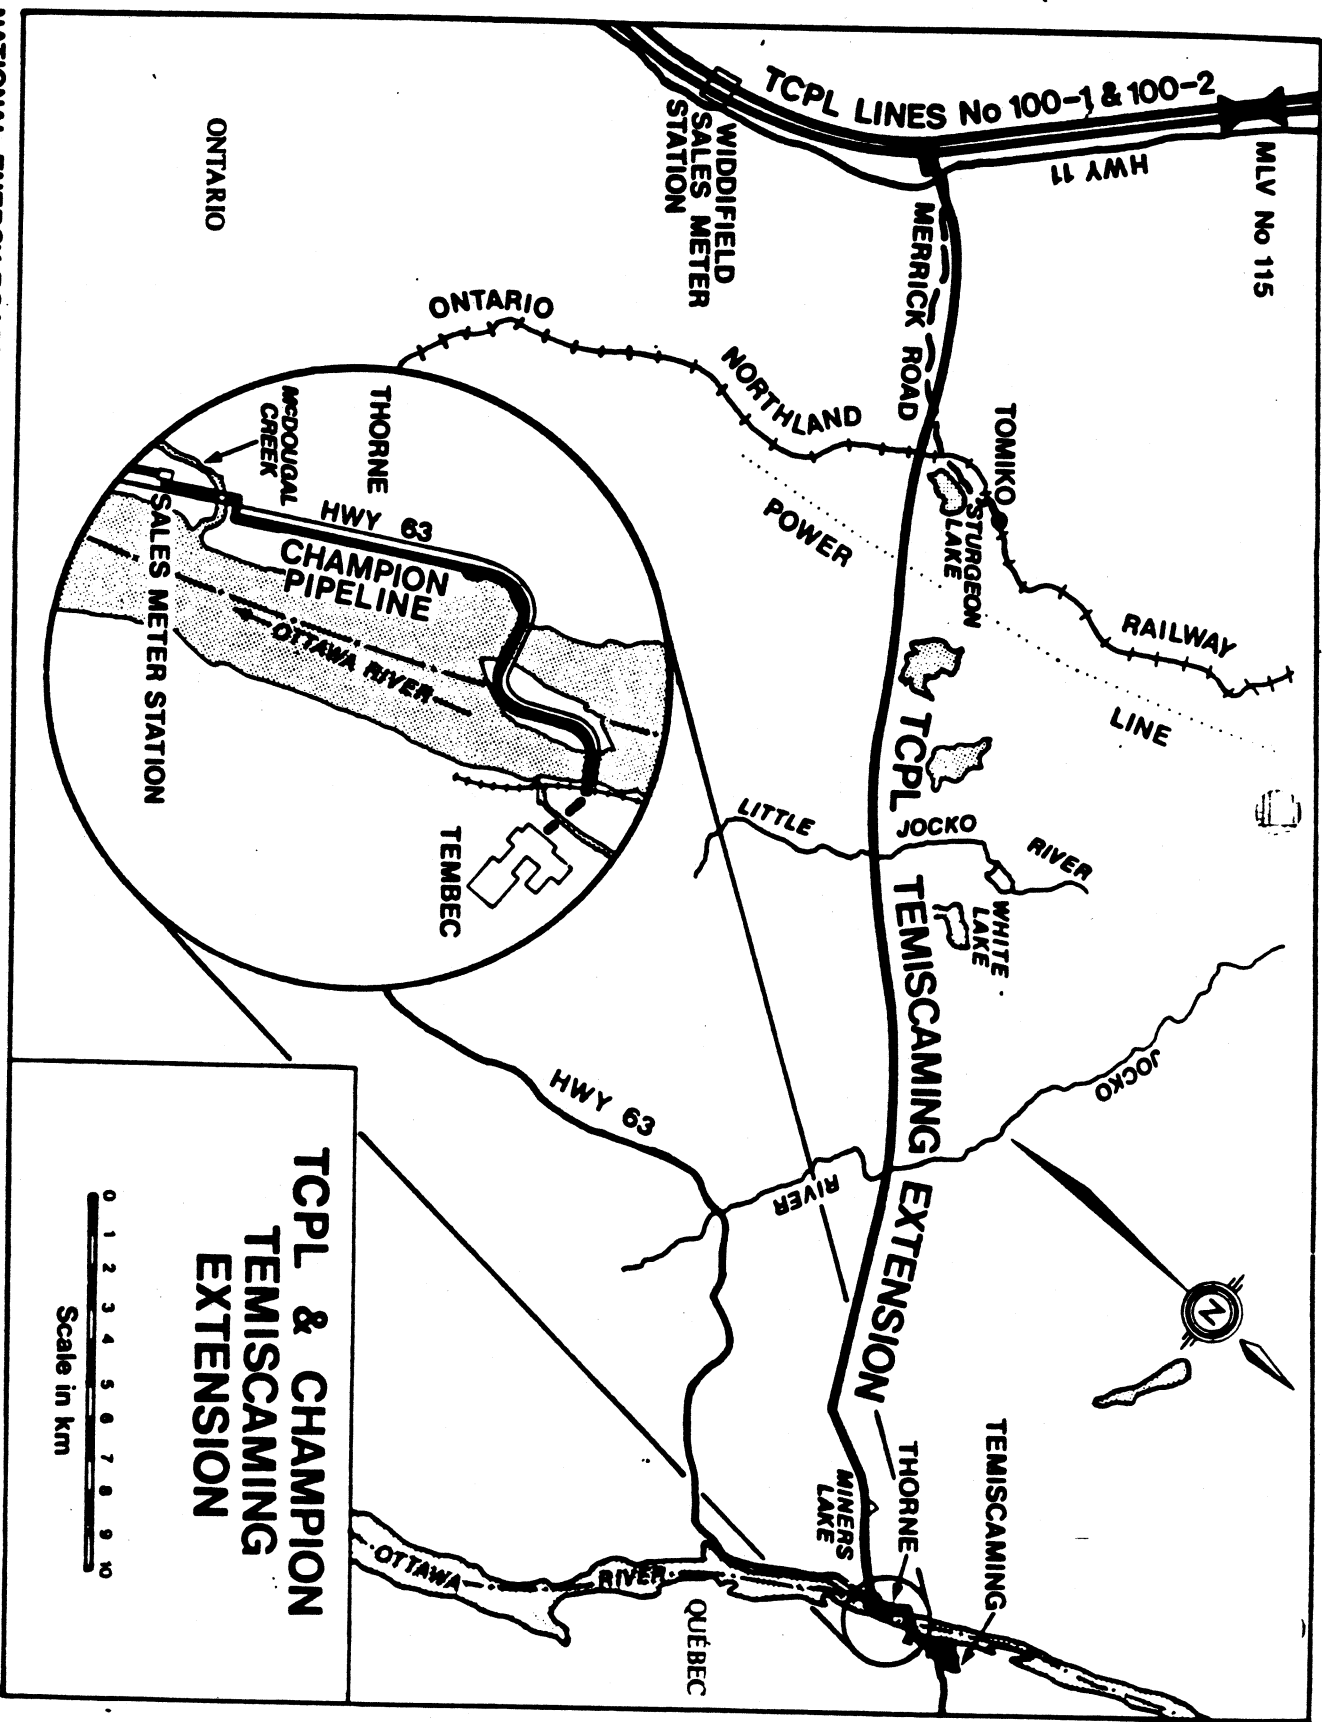 TCPL LINES No 100-1 & 100-2
MLV No 115
HWY 11
WIDDIFIELD
SALES METER
STATION
ONTARIO
MERRICK ROAD
ONTARIO
NORTHLAND
RAILWAY
TOMIKO
STURGEON
LAKE
POWER
LINE
TCPL TEMISCAMING EXTENSION
LITTLE
JOCKO
RIVER
WHITE
LAKE
JOCKO
RIVER
N
THORNE
McDOUGAL
CREEK
HWY 63
CHAMPION
PIPELINE
OTTAWA RIVER
SALES METER STATION
TEMBEC
HWY 63
TEMISCAMING
THORNE
MINERS
LAKE
OTTAWA
RIVER
QUÉBEC
TCPL & CHAMPION
TEMISCAMING
EXTENSION
0 1 2 3 4 5 6 7 8 9 10
Scale in km